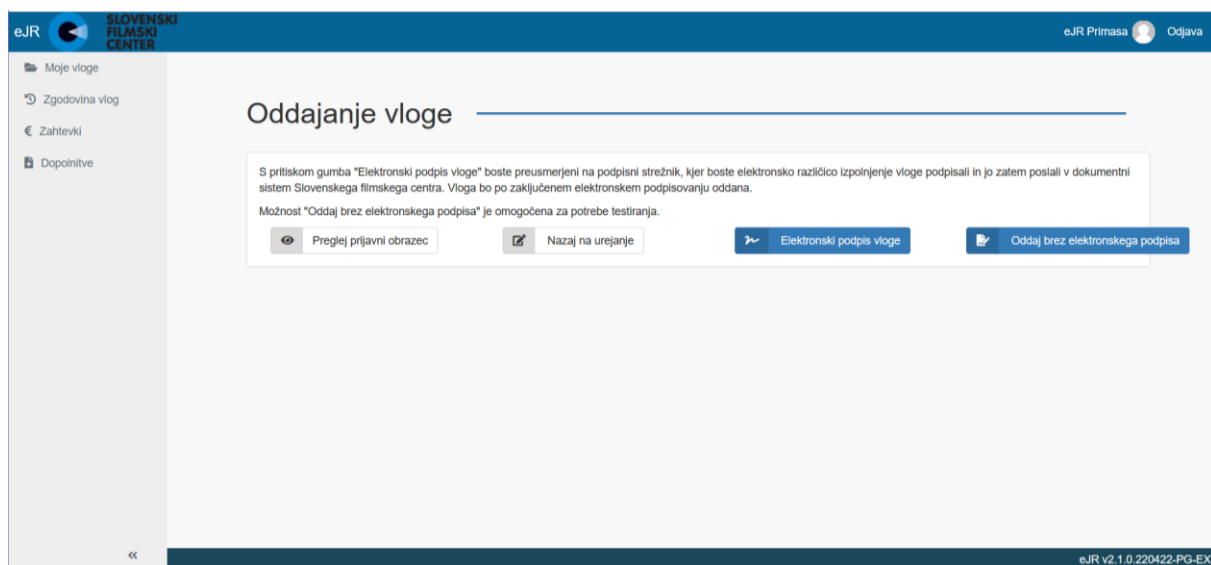 eJR
SLOVENSKI
FILMSKI
CENTER
eJR Primasa
Odjava
Moje vloge
Zgodovina vlog
€ Zahtevki
Dopolnitve
Oddajanje vloge
S pritiskom gumba "Elektronski podpis vloge" boste preusmerjeni na podpisni strežnik, kjer boste elektronsko različico izpolnjenje vloge podpisali in jo zatem poslali v dokumentni
sistem Slovenskega filmskega centra. Vloga bo po zaključenem elektronskem podpisovanju oddana.
Možnost "Oddaj brez elektronskega podpisa" je omogočena za potrebe testiranja.
Preglej prijavni obrazec
Nazaj na urejanje
Elektronski podpis vloge
Oddaj brez elektronskega podpisa
«
eJR v2.1.0.220422-PG-EX